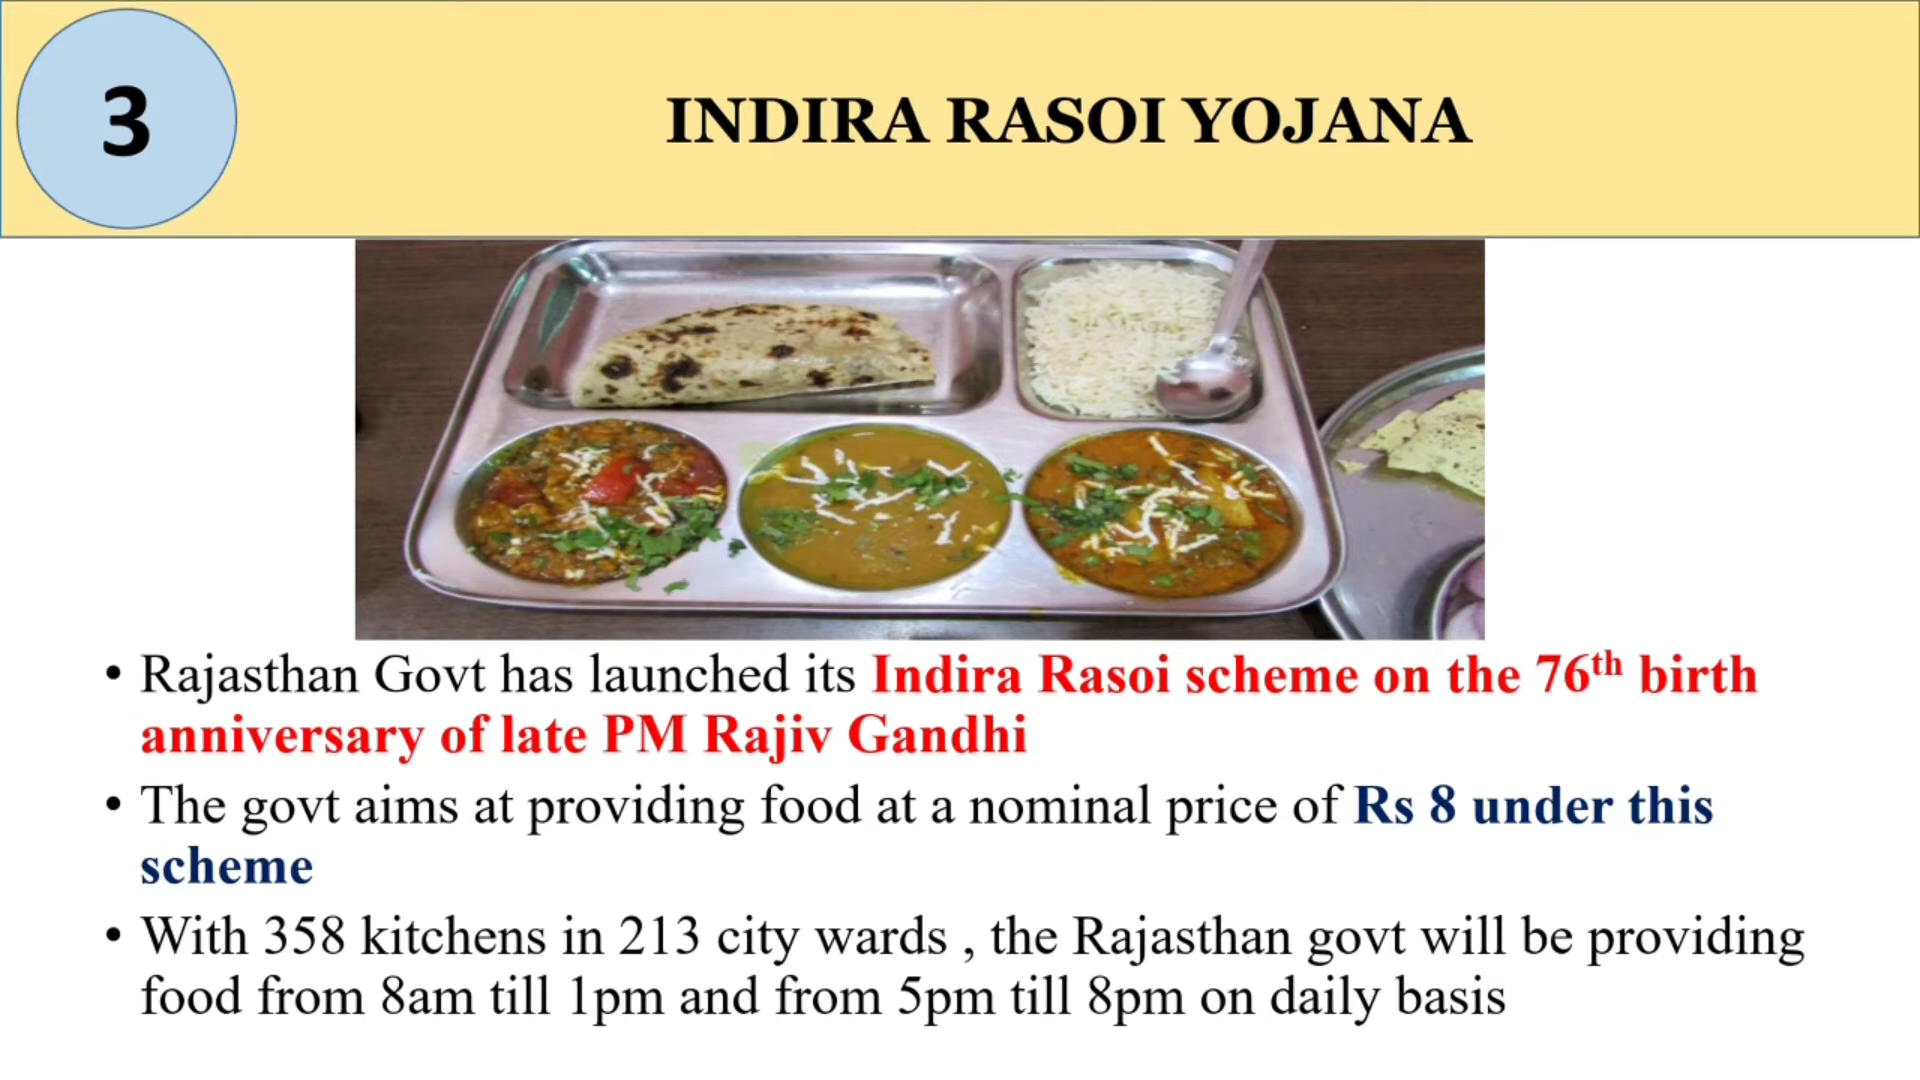 3
INDIRA RASOI YOJANA
• Rajasthan Govt has launched its Indira Rasoi scheme on the 76th birth
anniversary of late PM Rajiv Gandhi
• The govt aims at providing food at a nominal price of Rs 8 under this
scheme
• With 358 kitchens in 213 city wards , the Rajasthan govt will be providing
food from 8am till 1pm and from 5pm till 8pm on daily basis